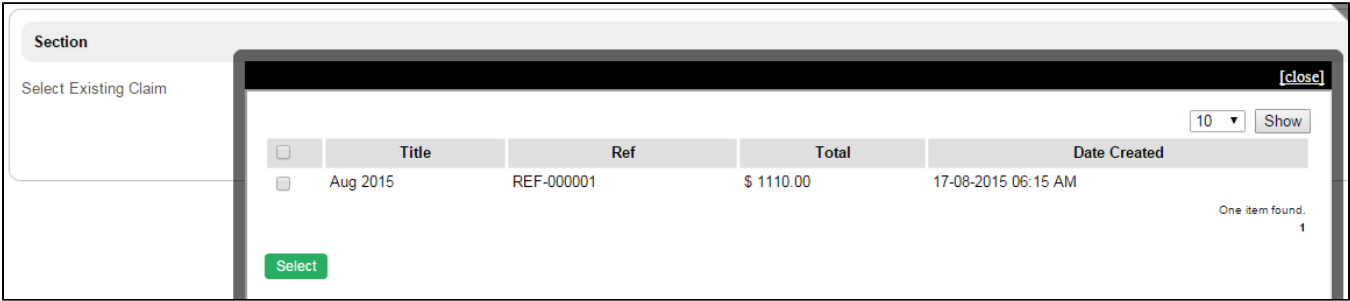 Section
Select Existing Claim
[close]
10 Show
Title Ref Total Date Created
Aug 2015 REF-000001 $ 1110.00 17-08-2015 06:15 AM
One item found.
1
Select